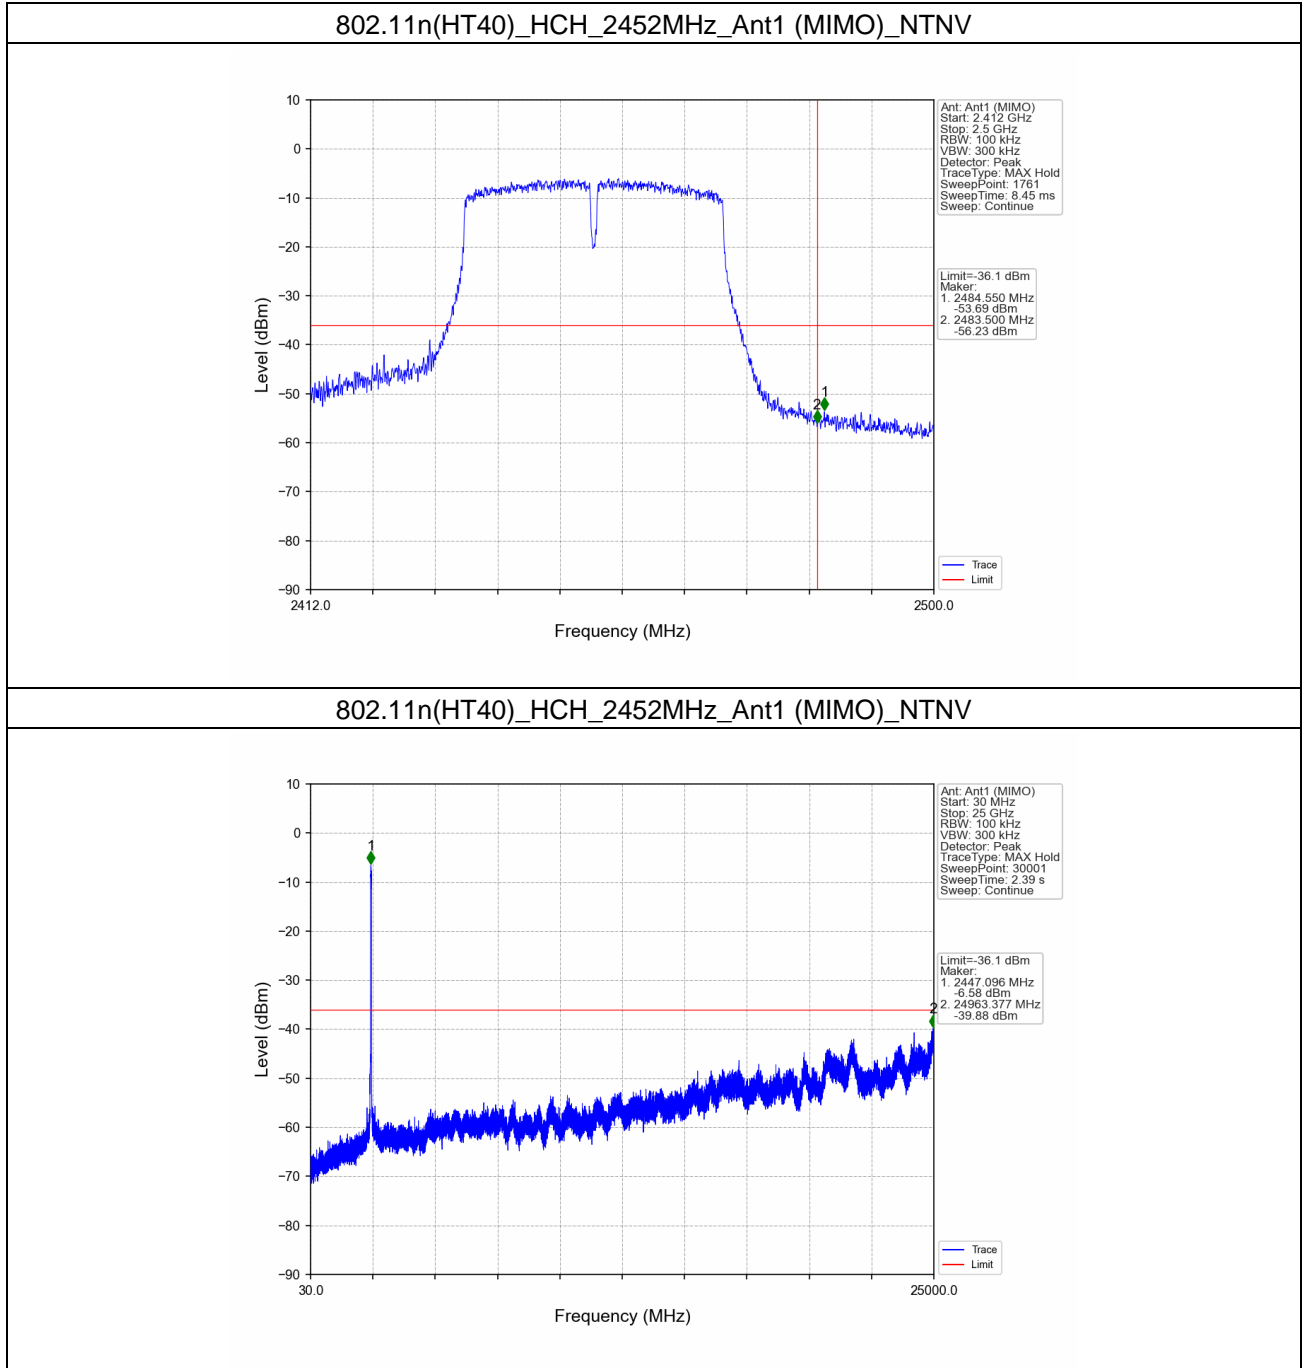 802.11n(HT40)_HCH_2452MHz_Ant1 (MIMO)_NTNV
10
0
−10
−20
−30
−40
−50
−60
−70
−80
−90
Level (dBm)
2412.0
2500.0
Frequency (MHz)
1
2
Ant: Ant1 (MIMO)
Start: 2.412 GHz
Stop: 2.5 GHz
RBW: 100 kHz
VBW: 300 kHz
Detector: Peak
TraceType: MAX Hold
SweepPoint: 1761
SweepTime: 8.45 ms
Sweep: Continue
Limit=-36.1 dBm
Maker:
1. 2484.550 MHz
-53.69 dBm
2. 2483.500 MHz
-56.23 dBm
Trace
Limit
802.11n(HT40)_HCH_2452MHz_Ant1 (MIMO)_NTNV
10
0
−10
−20
−30
−40
−50
−60
−70
−80
−90
Level (dBm)
30.0
25000.0
Frequency (MHz)
1
2
Ant: Ant1 (MIMO)
Start: 30 MHz
Stop: 25 GHz
RBW: 100 kHz
VBW: 300 kHz
Detector: Peak
TraceType: MAX Hold
SweepPoint: 30001
SweepTime: 2.39 s
Sweep: Continue
Limit=-36.1 dBm
Maker:
1. 2447.096 MHz
-6.58 dBm
2. 24963.377 MHz
-39.88 dBm
Trace
Limit